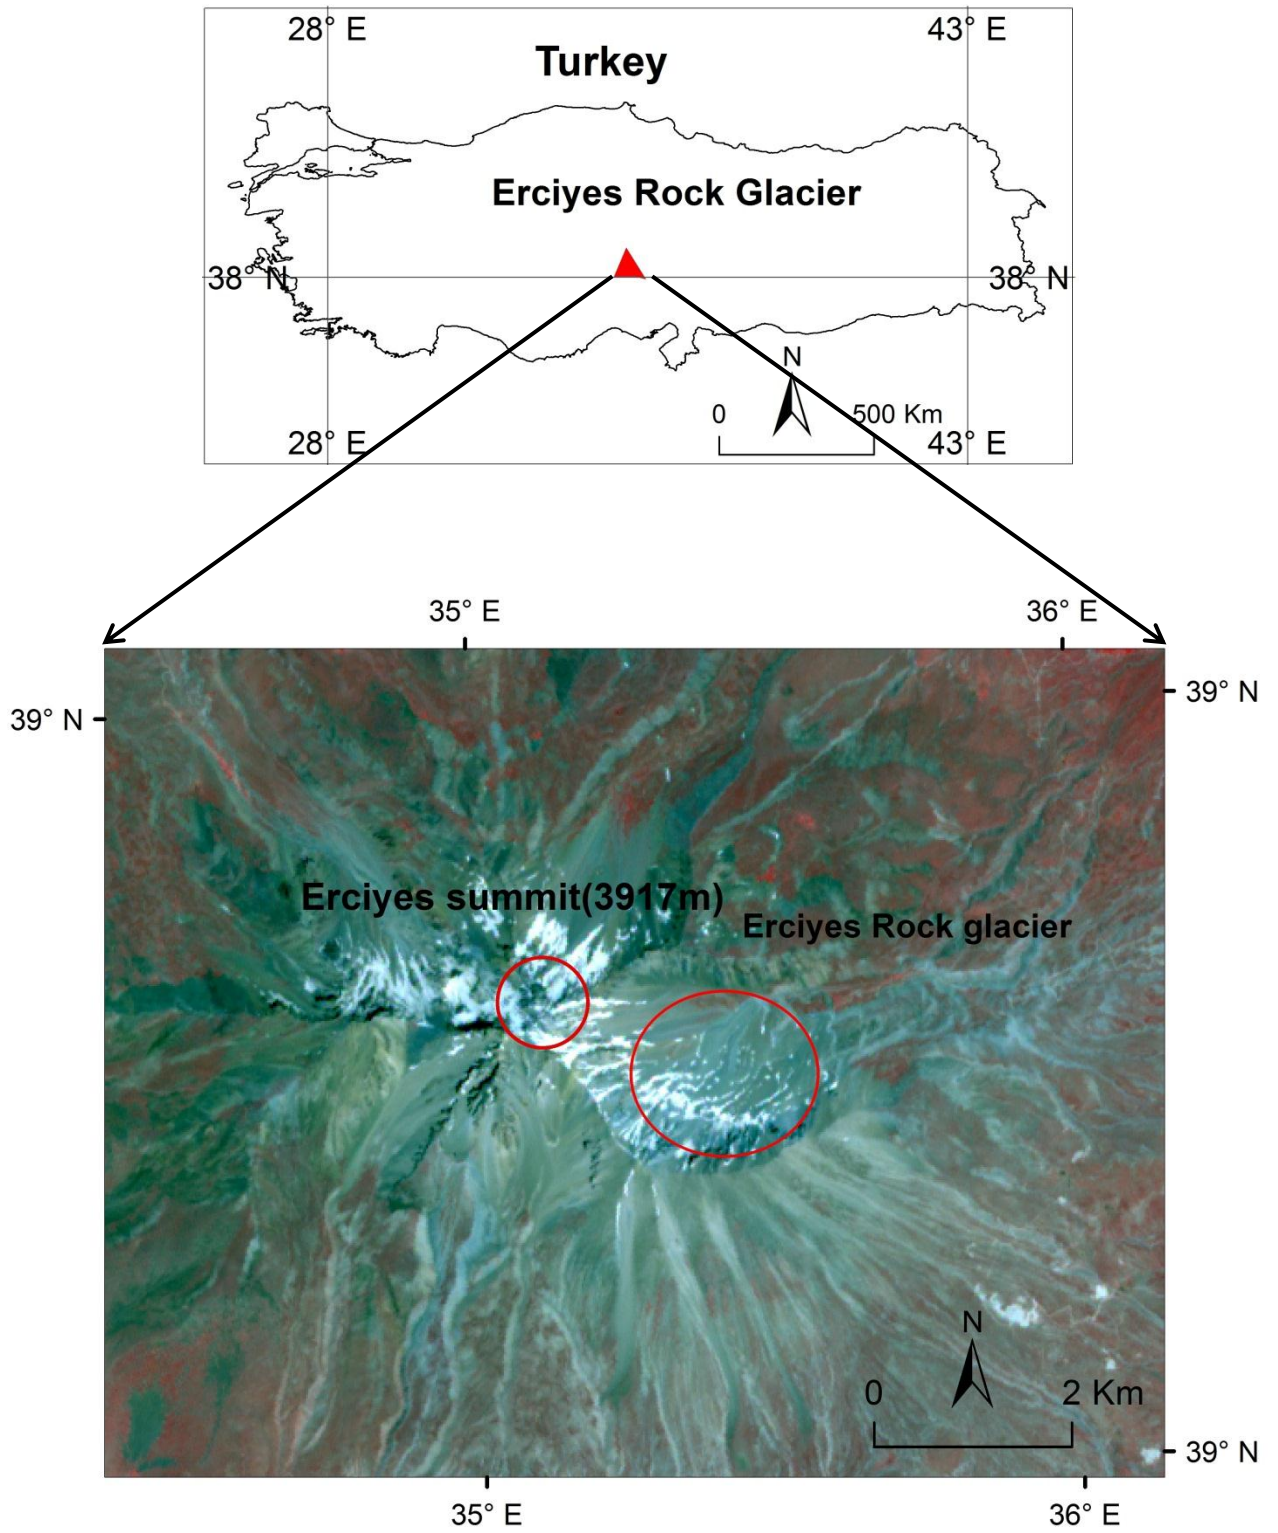 28° E
43° E
Turkey
Erciyes Rock Glacier
38° N
38° N
N
0
500 Km
28° E
43° E
35° E
36° E
39° N
39° N
Erciyes summit(3917m)
Erciyes Rock glacier
N
0
2 Km
39° N
35° E
36° E